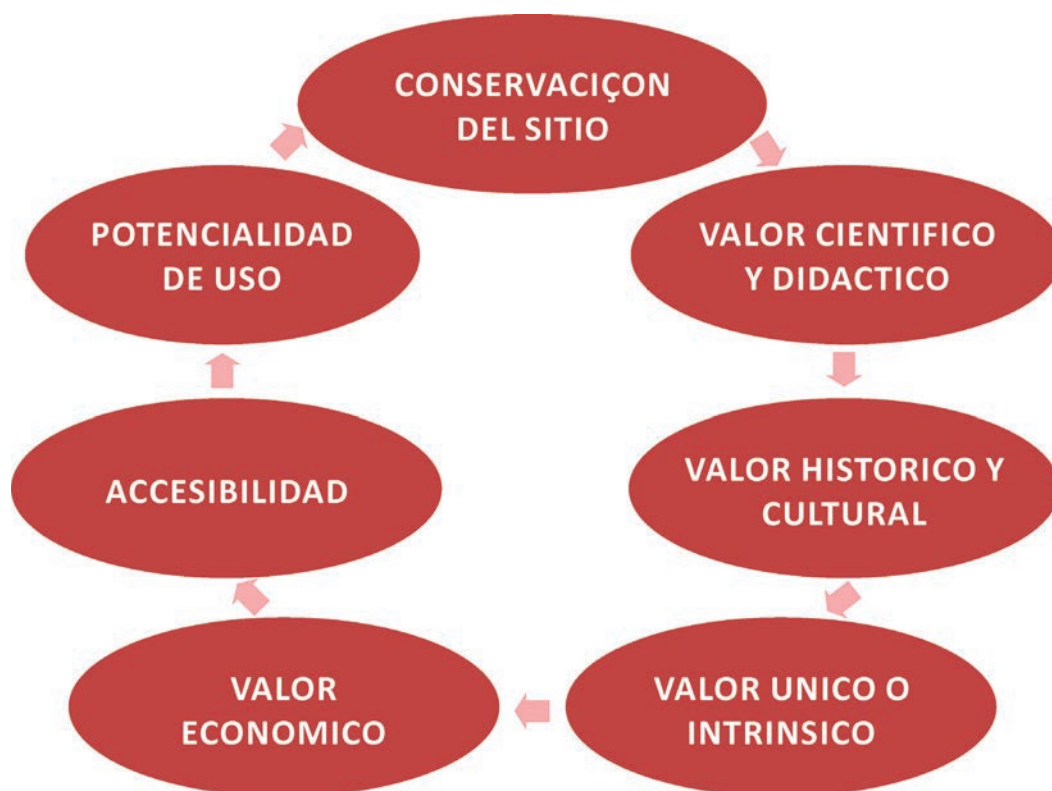 CONSERVACIÇON
DEL SITIO
VALOR CIENTIFICO
Y DIDACTICO
VALOR HISTORICO Y
CULTURAL
VALOR UNICO O
INTRINSICO
VALOR
ECONOMICO
ACCESIBILIDAD
POTENCIALIDAD
DE USO